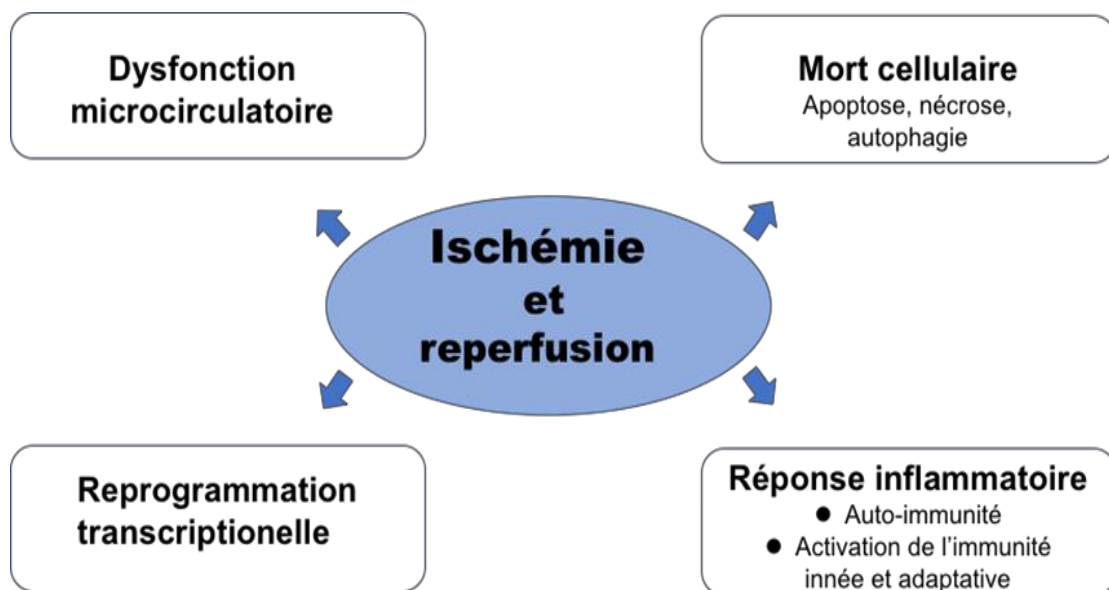 Dysfonction
microcirculatoire
Mort cellulaire
Apoptose, nécrose,
autophagie
Ischémie
et
reperfusion
Reprogrammation
transcriptionelle
Réponse inflammatoire
● Auto-immunité
● Activation de l'immunité
innée et adaptative